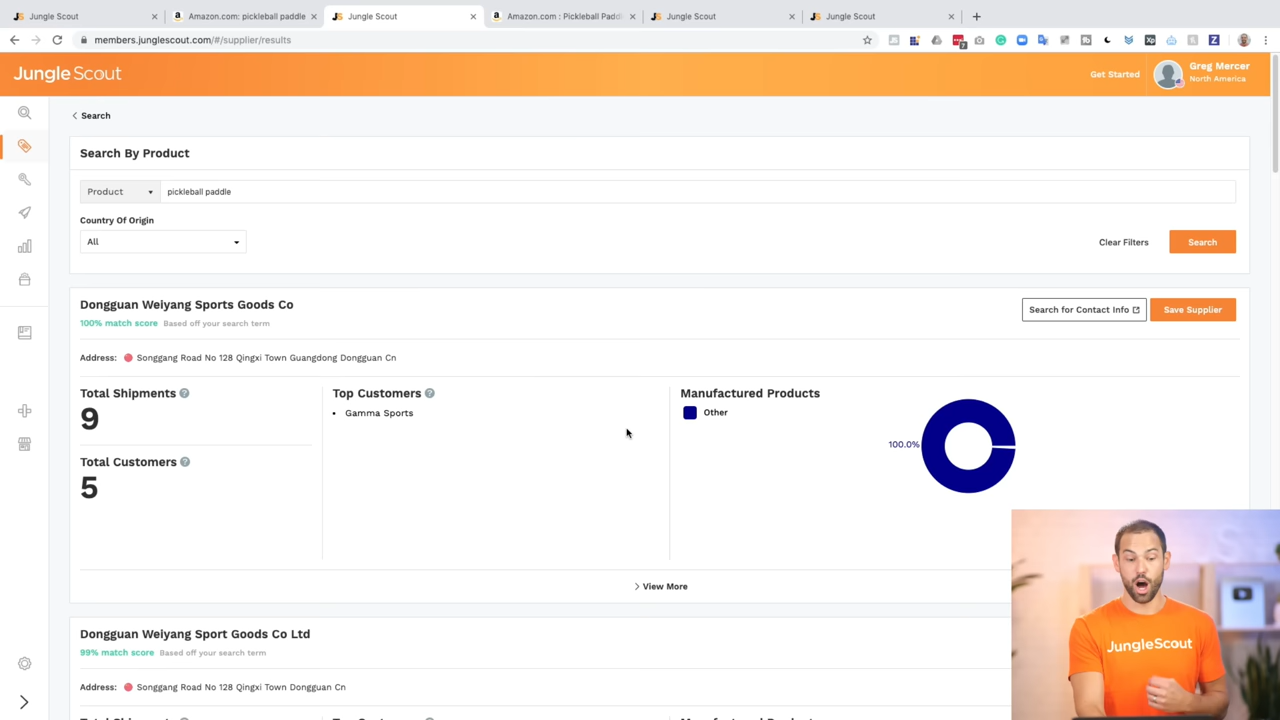 Jungle Scout
Amazon.com: pickleball paddle
Jungle Scout
Amazon.com : Pickleball Padd
Jungle Scout
Jungle Scout
members.junglescout.com/#/supplier/results
Jungle Scout
Get Started
Greg Mercer
North America
Search
Search By Product
Product
pickleball paddle
Country Of Origin
All
Clear Filters
Search
Dongguan Weiyang Sports Goods Co
Search for Contact Info
Save Supplier
100% match score Based off your search term
Address: Songgang Road No 128 Qingxi Town Guangdong Dongguan Cn
Total Shipments
9
Total Customers
5
Top Customers
Gamma Sports
Manufactured Products
Other
100.0%
View More
Dongguan Weiyang Sport Goods Co Ltd
99% match score Based off your search term
Address: Songgang Road No 128 Qingxi Town Dongguan Cn
JungleScout